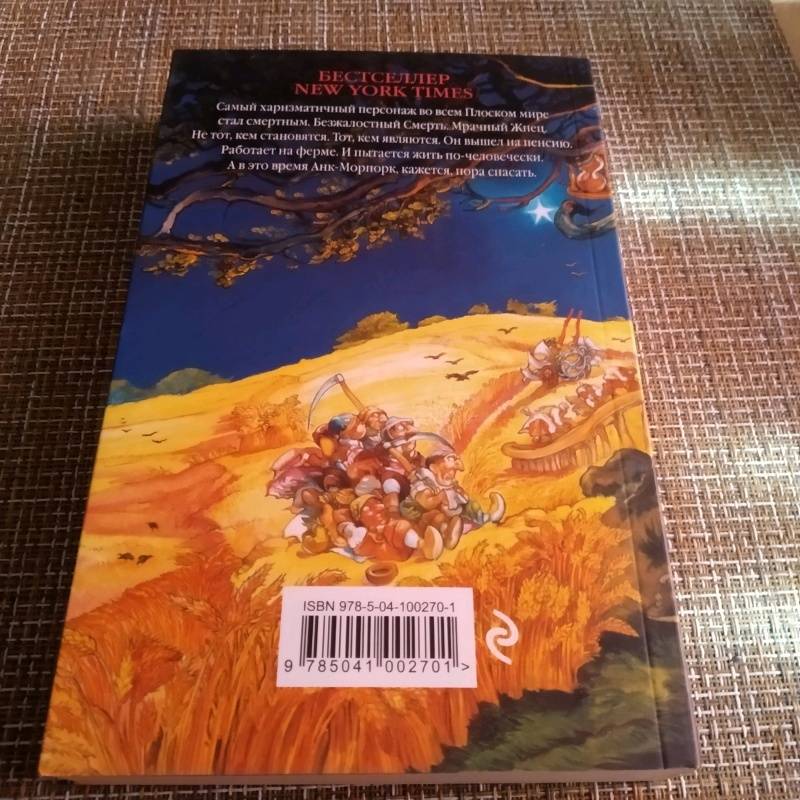 БЕСТСЕЛЛЕР
NEW YORK TIMES
Самый харизматичный персонаж во всем Плоском мире
стал смертным. Безжалостный Смерть. Мрачный Жнец.
Не тот, кем становятся. Тот, кем являются. Он вышел на пенсию.
Работает на ферме. И пытается жить по-человечески.
А в это время Анк-Морпорк, кажется, пора спасать.
ISBN 978-5-04-100270-1
9 785041 002701 >